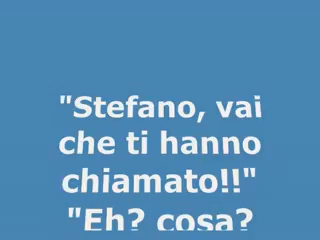 "Stefano, vai
che ti hanno
chiamato!!"
"Eh? cosa?